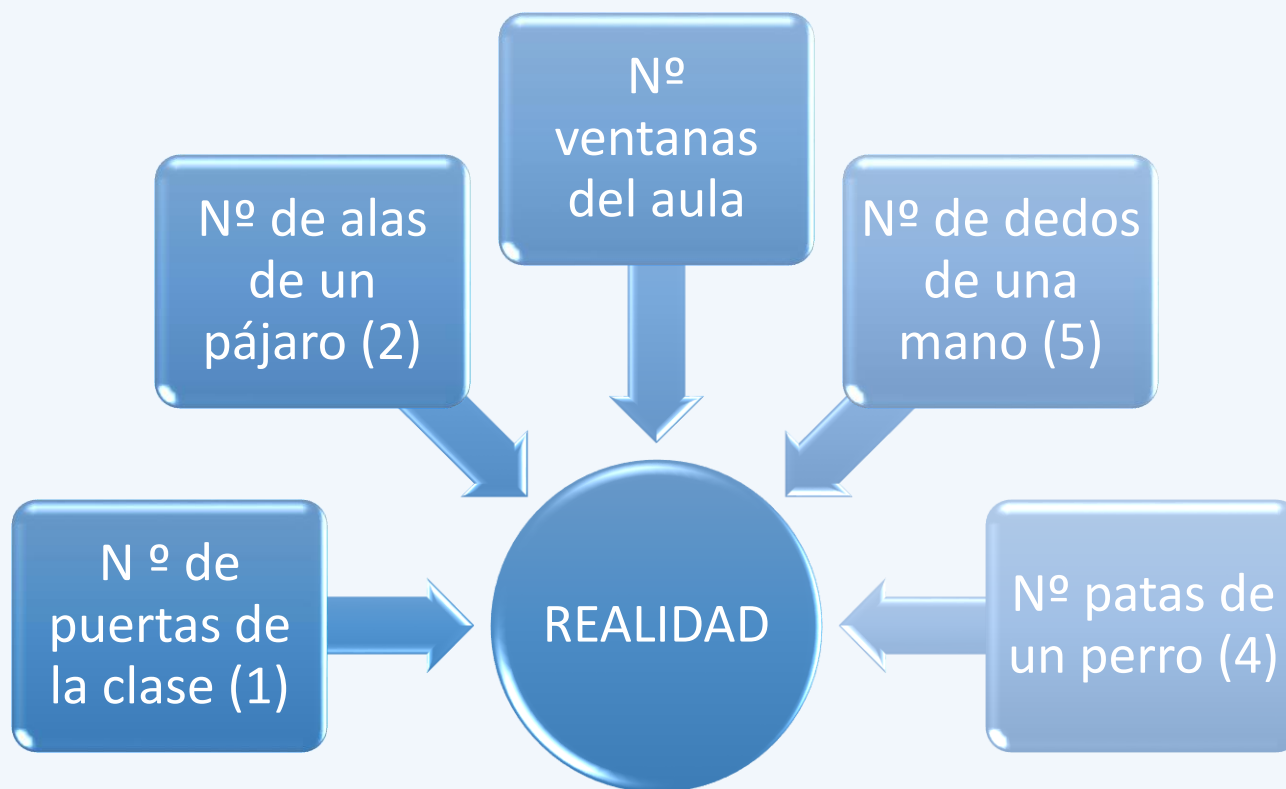 Nº
ventanas
del aula
Nº de alas
de un
pájaro (2)
Nº de dedos
de una
mano (5)
N º de
puertas de
la clase (1)
REALIDAD
Nº patas de
un perro (4)